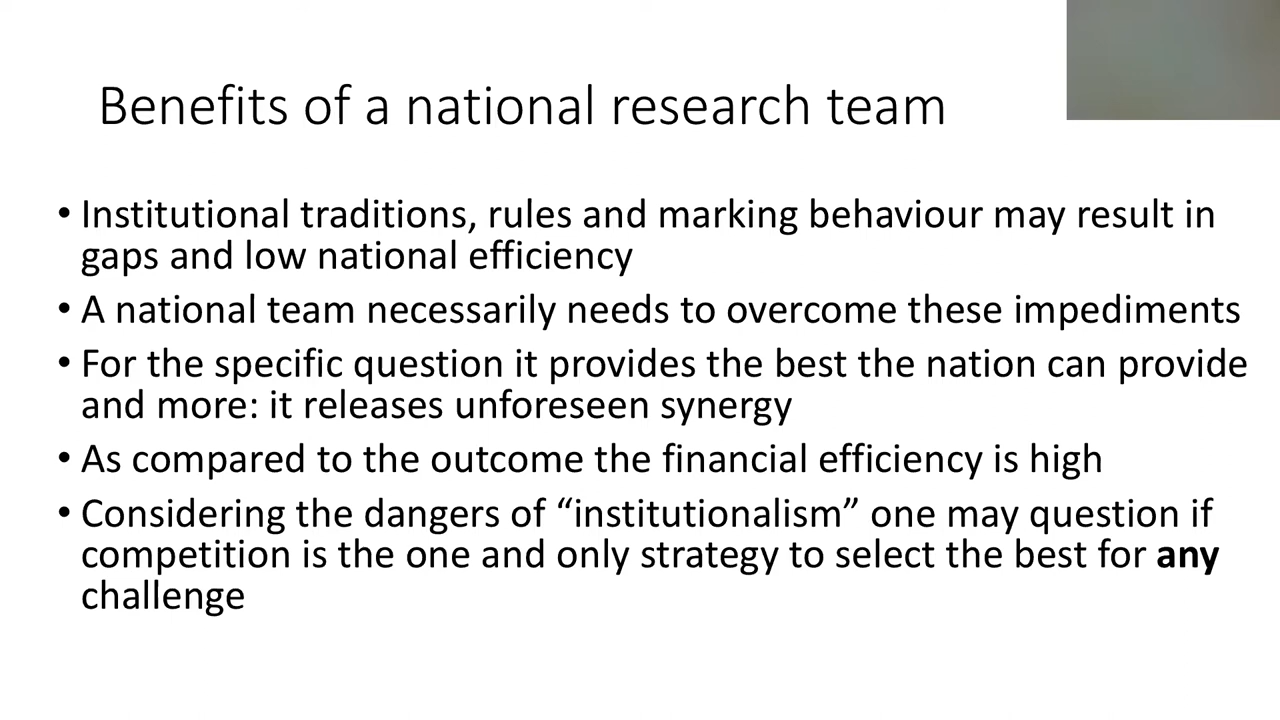 Benefits of a national research team
• Institutional traditions, rules and marking behaviour may result in
gaps and low national efficiency
• A national team necessarily needs to overcome these impediments
• For the specific question it provides the best the nation can provide
and more: it releases unforeseen synergy
• As compared to the outcome the financial efficiency is high
• Considering the dangers of “institutionalism” one may question if
competition is the one and only strategy to select the best for any
challenge